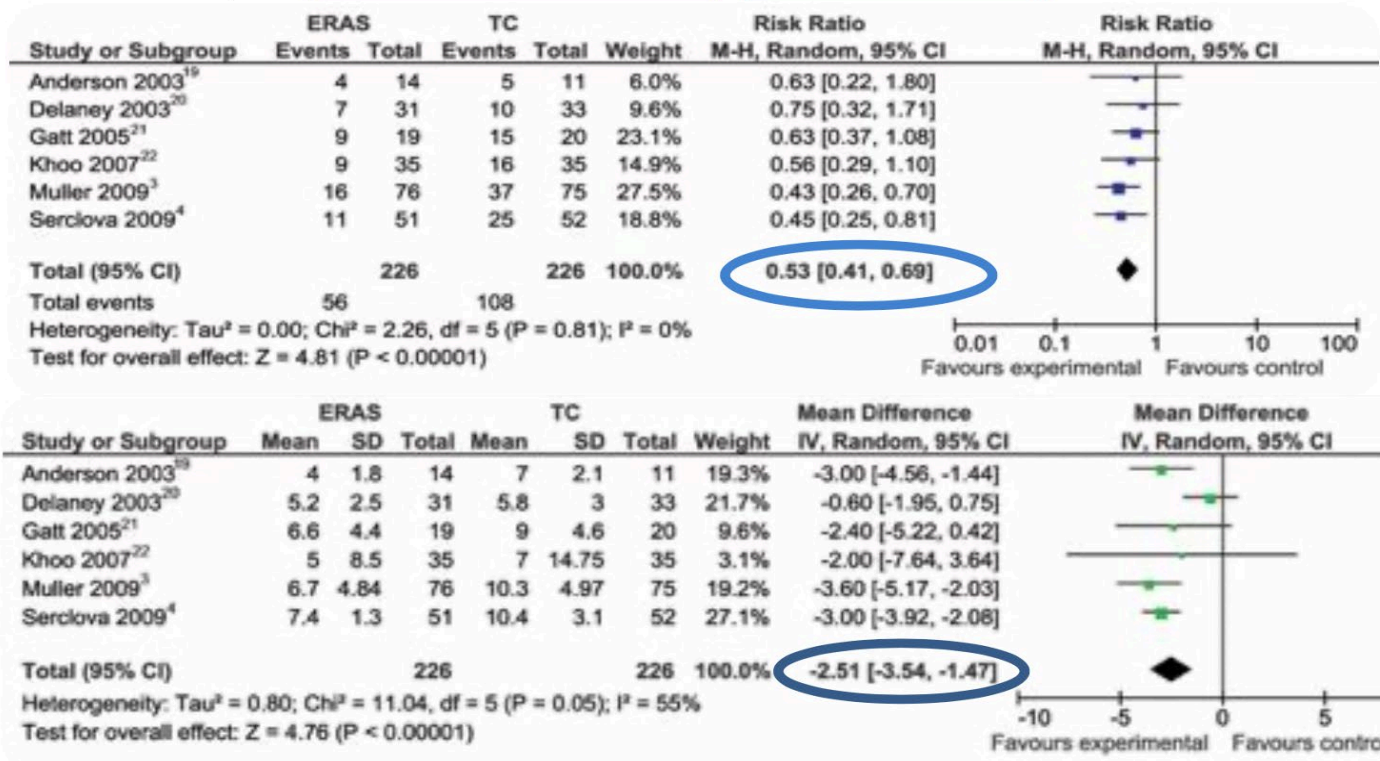 ERAS TC Risk Ratio Risk Ratio
Study or Subgroup Events Total Events Total Weight M-H, Random, 95% CI M-H, Random, 95% CI
Anderson 2003¹⁹ 4 14 5 11 6.0% 0.63 [0.22, 1.80]
Delaney 2003²⁰ 7 31 10 33 9.6% 0.75 [0.32, 1.71]
Gatt 2005²¹ 9 19 15 20 23.1% 0.63 [0.37, 1.08]
Khoo 2007²² 9 35 16 35 14.9% 0.56 [0.29, 1.10]
Muller 2009³ 16 76 37 75 27.5% 0.43 [0.26, 0.70]
Serclova 2009⁴ 11 51 25 52 18.8% 0.45 [0.25, 0.81]
Total (95% CI) 226 226 100.0% 0.53 [0.41, 0.69]
Total events 56 108
Heterogeneity: Tau² = 0.00; Chi² = 2.26, df = 5 (P = 0.81); I² = 0%
Test for overall effect: Z = 4.81 (P < 0.00001)
0.01 0.1 1 10 100
Favours experimental Favours control
ERAS TC Mean Difference Mean Difference
Study or Subgroup Mean SD Total Mean SD Total Weight IV, Random, 95% CI IV, Random, 95% CI
Anderson 2003¹⁹ 4 1.8 14 7 2.1 11 19.3% -3.00 [-4.56, -1.44]
Delaney 2003²⁰ 5.2 2.5 31 5.8 3 33 21.7% -0.60 [-1.95, 0.75]
Gatt 2005²¹ 6.6 4.4 19 9 4.6 20 9.6% -2.40 [-5.22, 0.42]
Khoo 2007²² 5 8.5 35 7 14.75 35 3.1% -2.00 [-7.64, 3.64]
Muller 2009³ 6.7 4.84 76 10.3 4.97 75 19.2% -3.60 [-5.17, -2.03]
Serclova 2009⁴ 7.4 1.3 51 10.4 3.1 52 27.1% -3.00 [-3.92, -2.08]
Total (95% CI) 226 226 100.0% -2.51 [-3.54, -1.47]
Heterogeneity: Tau² = 0.80; Chi² = 11.04, df = 5 (P = 0.05); I² = 55%
Test for overall effect: Z = 4.76 (P < 0.00001)
-10 -5 0 5
Favours experimental Favours contro